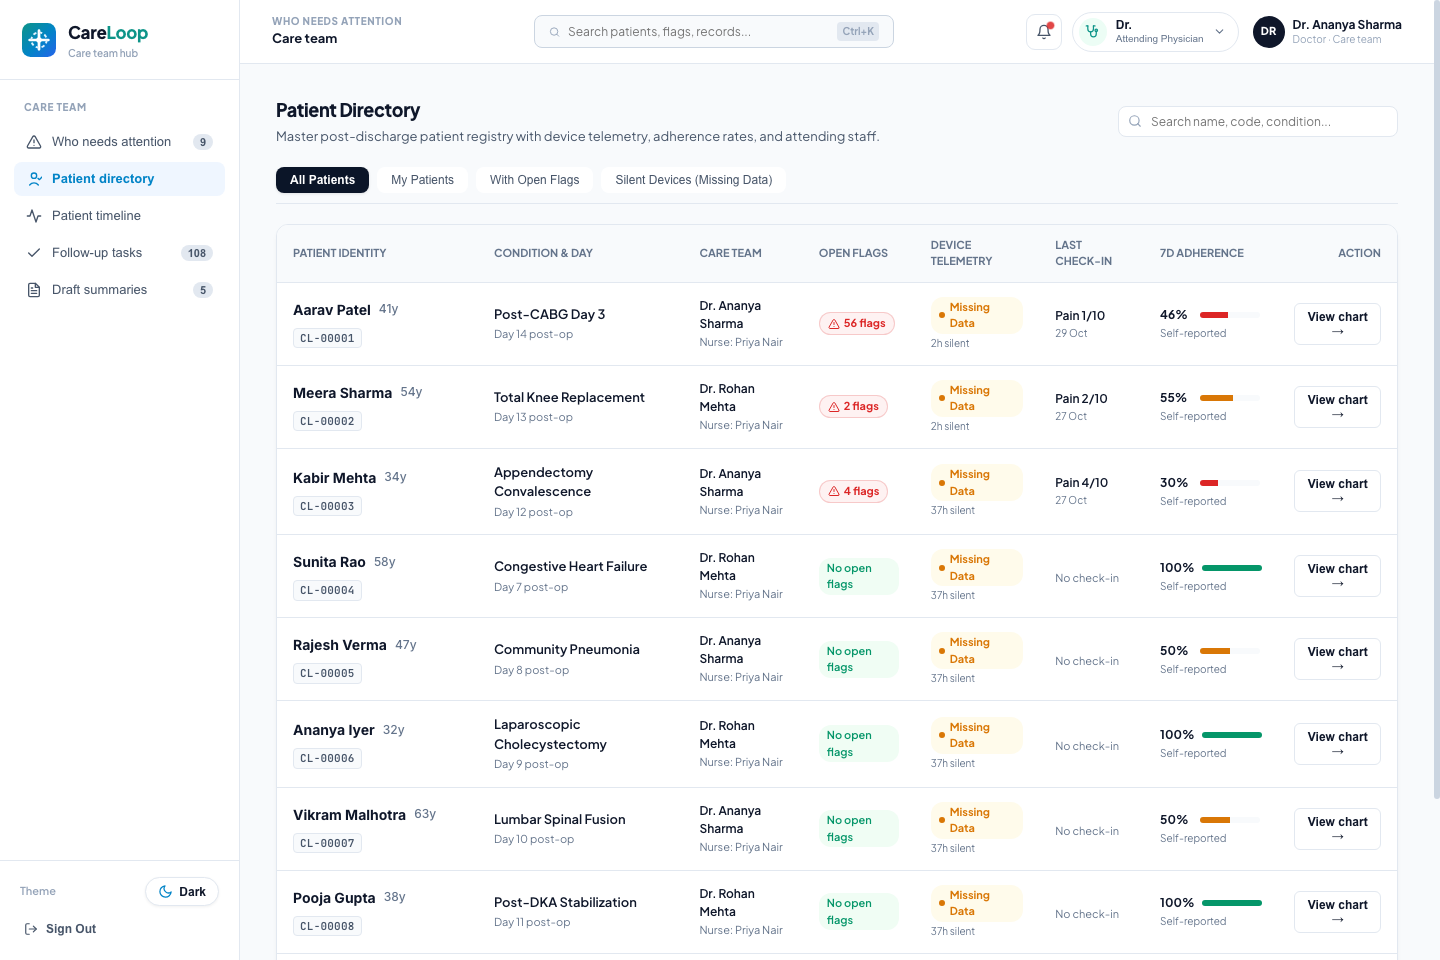 CareLoop
Care team hub
CARE TEAM
Who needs attention 9
Patient directory
Patient timeline
Follow-up tasks 108
Draft summaries 5
Theme Dark
Sign Out
WHO NEEDS ATTENTION
Care team
Search patients, flags, records... Ctrl+K
Dr.
Attending Physician
DR
Dr. Ananya Sharma
Doctor · Care team
Patient Directory
Master post-discharge patient registry with device telemetry, adherence rates, and attending staff.
Search name, code, condition...
All Patients My Patients With Open Flags Silent Devices (Missing Data)
PATIENT IDENTITY CONDITION & DAY CARE TEAM OPEN FLAGS DEVICE TELEMETRY LAST CHECK-IN 7D ADHERENCE ACTION
Aarav Patel 41y
CL-00001
Post-CABG Day 3
Day 14 post-op
Dr. Ananya
Sharma
Nurse: Priya Nair
56 flags
Missing
Data
2h silent
Pain 1/10
29 Oct
46%
Self-reported
View chart
→
Meera Sharma 54y
CL-00002
Total Knee Replacement
Day 13 post-op
Dr. Rohan
Mehta
Nurse: Priya Nair
2 flags
Missing
Data
2h silent
Pain 2/10
27 Oct
55%
Self-reported
View chart
→
Kabir Mehta 34y
CL-00003
Appendectomy
Convalescence
Day 12 post-op
Dr. Ananya
Sharma
Nurse: Priya Nair
4 flags
Missing
Data
37h silent
Pain 4/10
27 Oct
30%
Self-reported
View chart
→
Sunita Rao 58y
CL-00004
Congestive Heart Failure
Day 7 post-op
Dr. Rohan
Mehta
Nurse: Priya Nair
No open
flags
Missing
Data
37h silent
No check-in
100%
Self-reported
View chart
→
Rajesh Verma 47y
CL-00005
Community Pneumonia
Day 8 post-op
Dr. Ananya
Sharma
Nurse: Priya Nair
No open
flags
Missing
Data
37h silent
No check-in
50%
Self-reported
View chart
→
Ananya Iyer 32y
CL-00006
Laparoscopic
Cholecystectomy
Day 9 post-op
Dr. Rohan
Mehta
Nurse: Priya Nair
No open
flags
Missing
Data
37h silent
No check-in
100%
Self-reported
View chart
→
Vikram Malhotra 63y
CL-00007
Lumbar Spinal Fusion
Day 10 post-op
Dr. Ananya
Sharma
Nurse: Priya Nair
No open
flags
Missing
Data
37h silent
No check-in
50%
Self-reported
View chart
→
Pooja Gupta 38y
CL-00008
Post-DKA Stabilization
Day 11 post-op
Dr. Rohan
Mehta
Nurse: Priya Nair
No open
flags
Missing
Data
37h silent
No check-in
100%
Self-reported
View chart
→